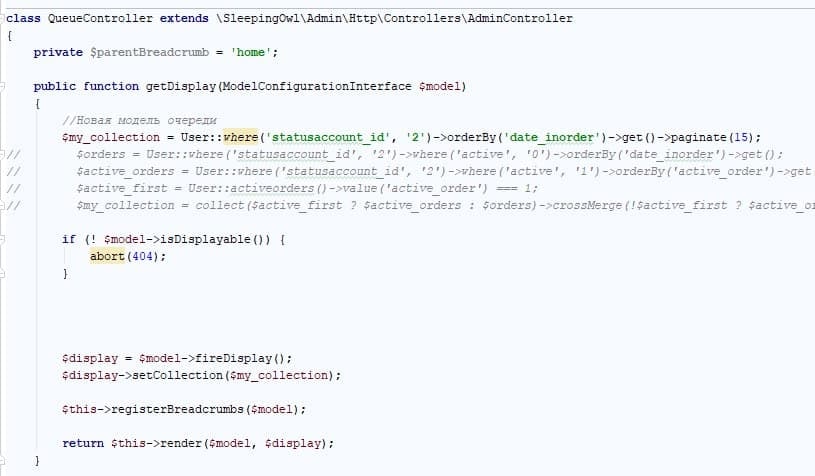 class QueueController extends \SleepingOwl\Admin\Http\Controllers\AdminController
{
    private $parentBreadcrumb = 'home';
    public function getDisplay(ModelConfigurationInterface $model)
    {
        //Новая модель очереди
        $my_collection = User::where('statusaccount_id', '2')->orderBy('date_inorder')->get()->paginate(15);
//        $orders = User::where('statusaccount_id', '2')->where('active', '0')->orderBy('date_inorder')->get();
//        $active_orders = User::where('statusaccount_id', '2')->where('active', '1')->orderBy('active_order')->get
//        $active_first = User::activeorders()->value('active_order') === 1;
//        $my_collection = collect($active_first ? $active_orders : $orders)->crossMerge(!$active_first ? $active_or
        if (! $model->isDisplayable()) {
            abort(404);
        }
        $display = $model->fireDisplay();
        $display->setCollection($my_collection);
        $this->registerBreadcrumbs($model);
        return $this->render($model, $display);
    }